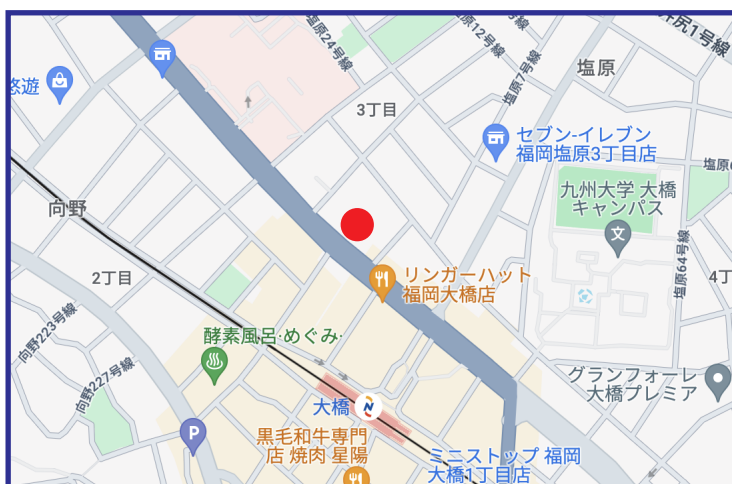 塩原24号線
塩原12号線
井尻1号線
塩原7号線
塩原
悠遊
3丁目
セブン-イレブン
福岡塩原3丁目店
塩原6
九州大学 大橋
キャンパス
向野
文
塩原64号線
2丁目
4丁
リンガーハット
福岡大橋店
向野223号線
酵素風呂·めぐみ·
グランフォーレ
大橋プレミア
向野227号線
大橋
N
P
黒毛和牛専門
店 焼肉 星陽
ミニストップ 福岡
大橋1丁目店